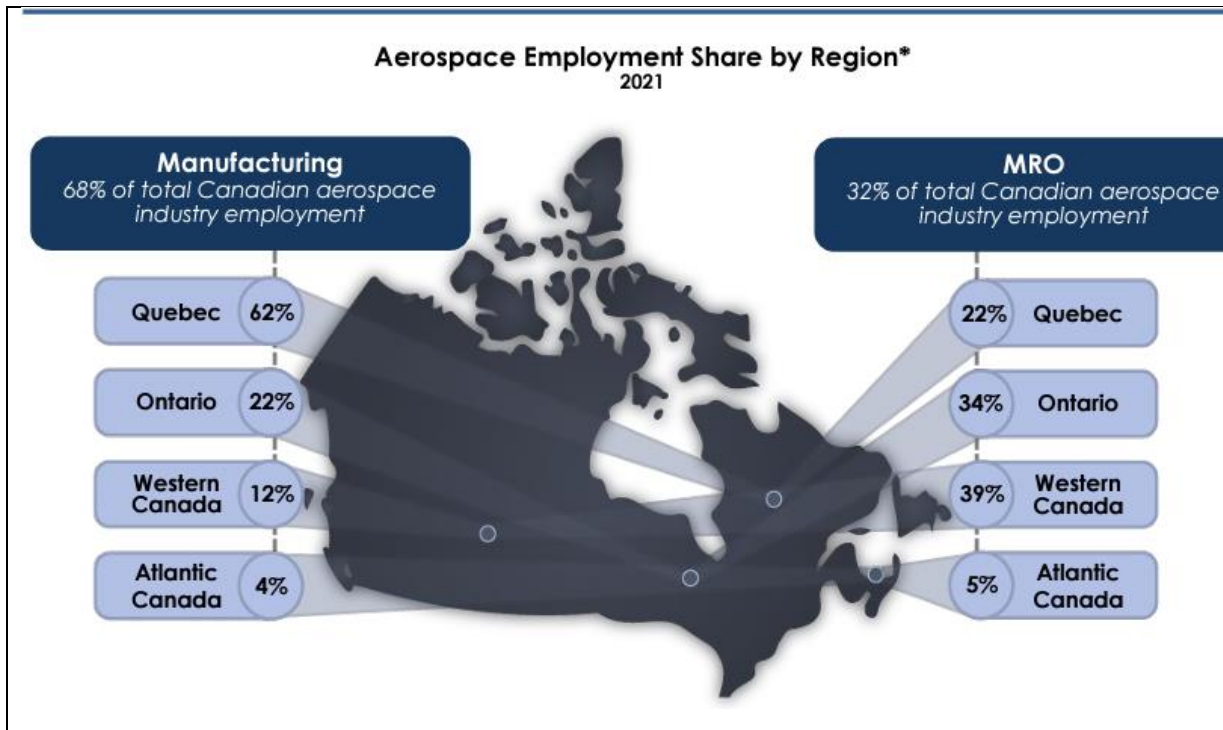 Aerospace Employment Share by Region*
2021
Manufacturing
68% of total Canadian aerospace
industry employment
Quebec 62%
Ontario 22%
Western
Canada 12%
Atlantic
Canada 4%
MRO
32% of total Canadian aerospace
industry employment
22% Quebec
34% Ontario
39% Western
Canada
5% Atlantic
Canada